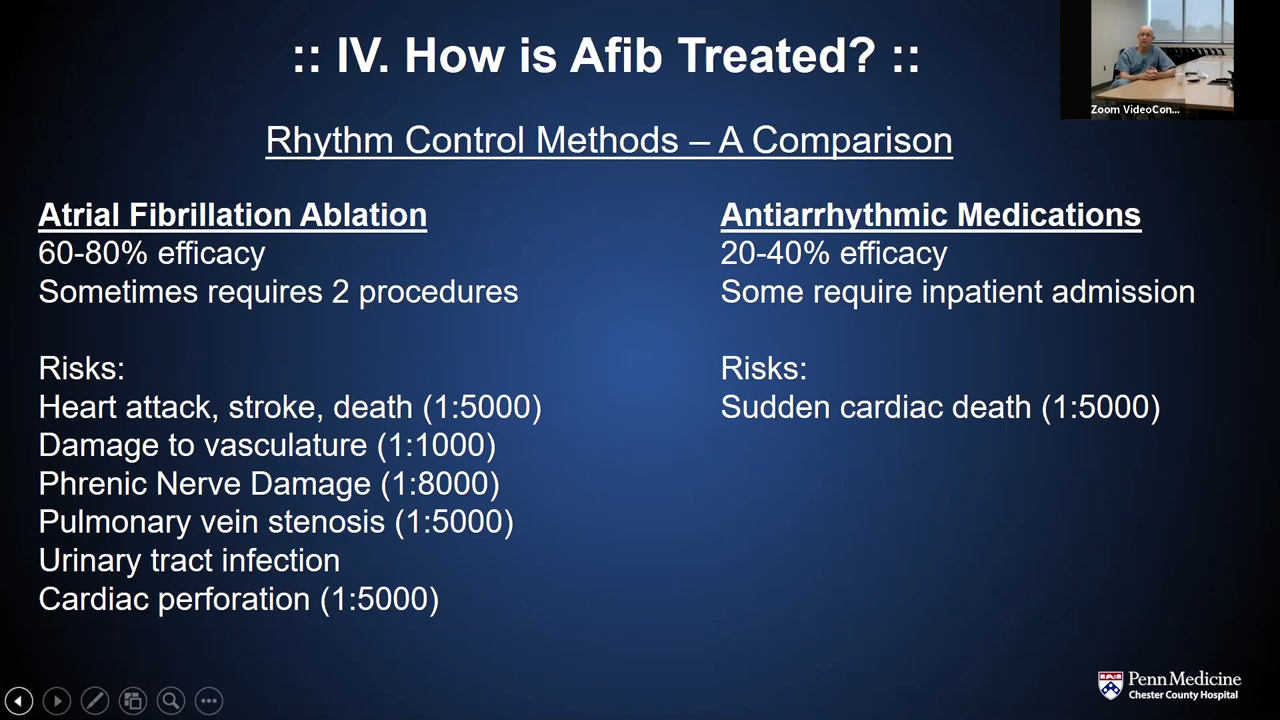 :: IV. How is Afib Treated? ::
Zoom VideoCon...
Rhythm Control Methods – A Comparison
Atrial Fibrillation Ablation
60-80% efficacy
Sometimes requires 2 procedures
Risks:
Heart attack, stroke, death (1:5000)
Damage to vasculature (1:1000)
Phrenic Nerve Damage (1:8000)
Pulmonary vein stenosis (1:5000)
Urinary tract infection
Cardiac perforation (1:5000)
Antiarrhythmic Medications
20-40% efficacy
Some require inpatient admission
Risks:
Sudden cardiac death (1:5000)
Penn Medicine
Chester County Hospital